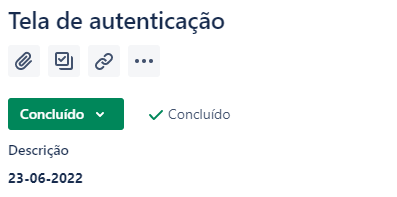 Tela de autenticação
Concluído Concluído
Descrição
23-06-2022